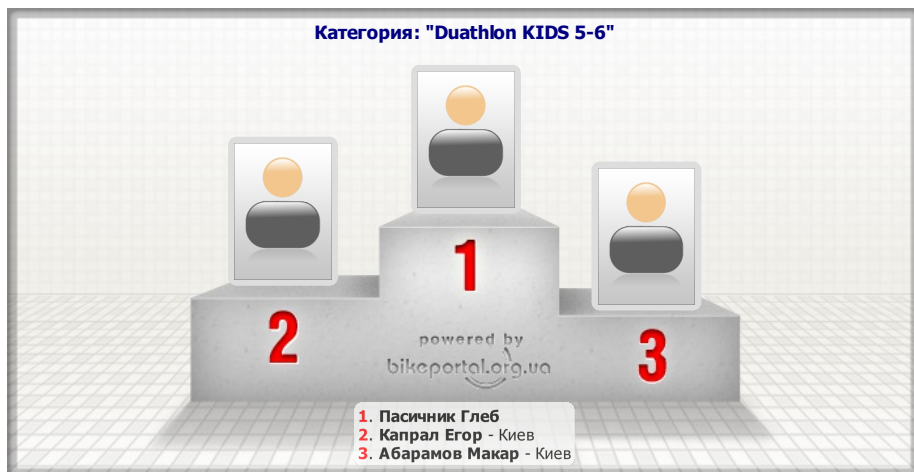 Категория: "Duathlon KIDS 5-6"
1
2
3
powered by
bikeportal.org.ua
1. Пасичник Глеб
2. Капрал Егор - Киев
3. Абарамов Макар - Киев